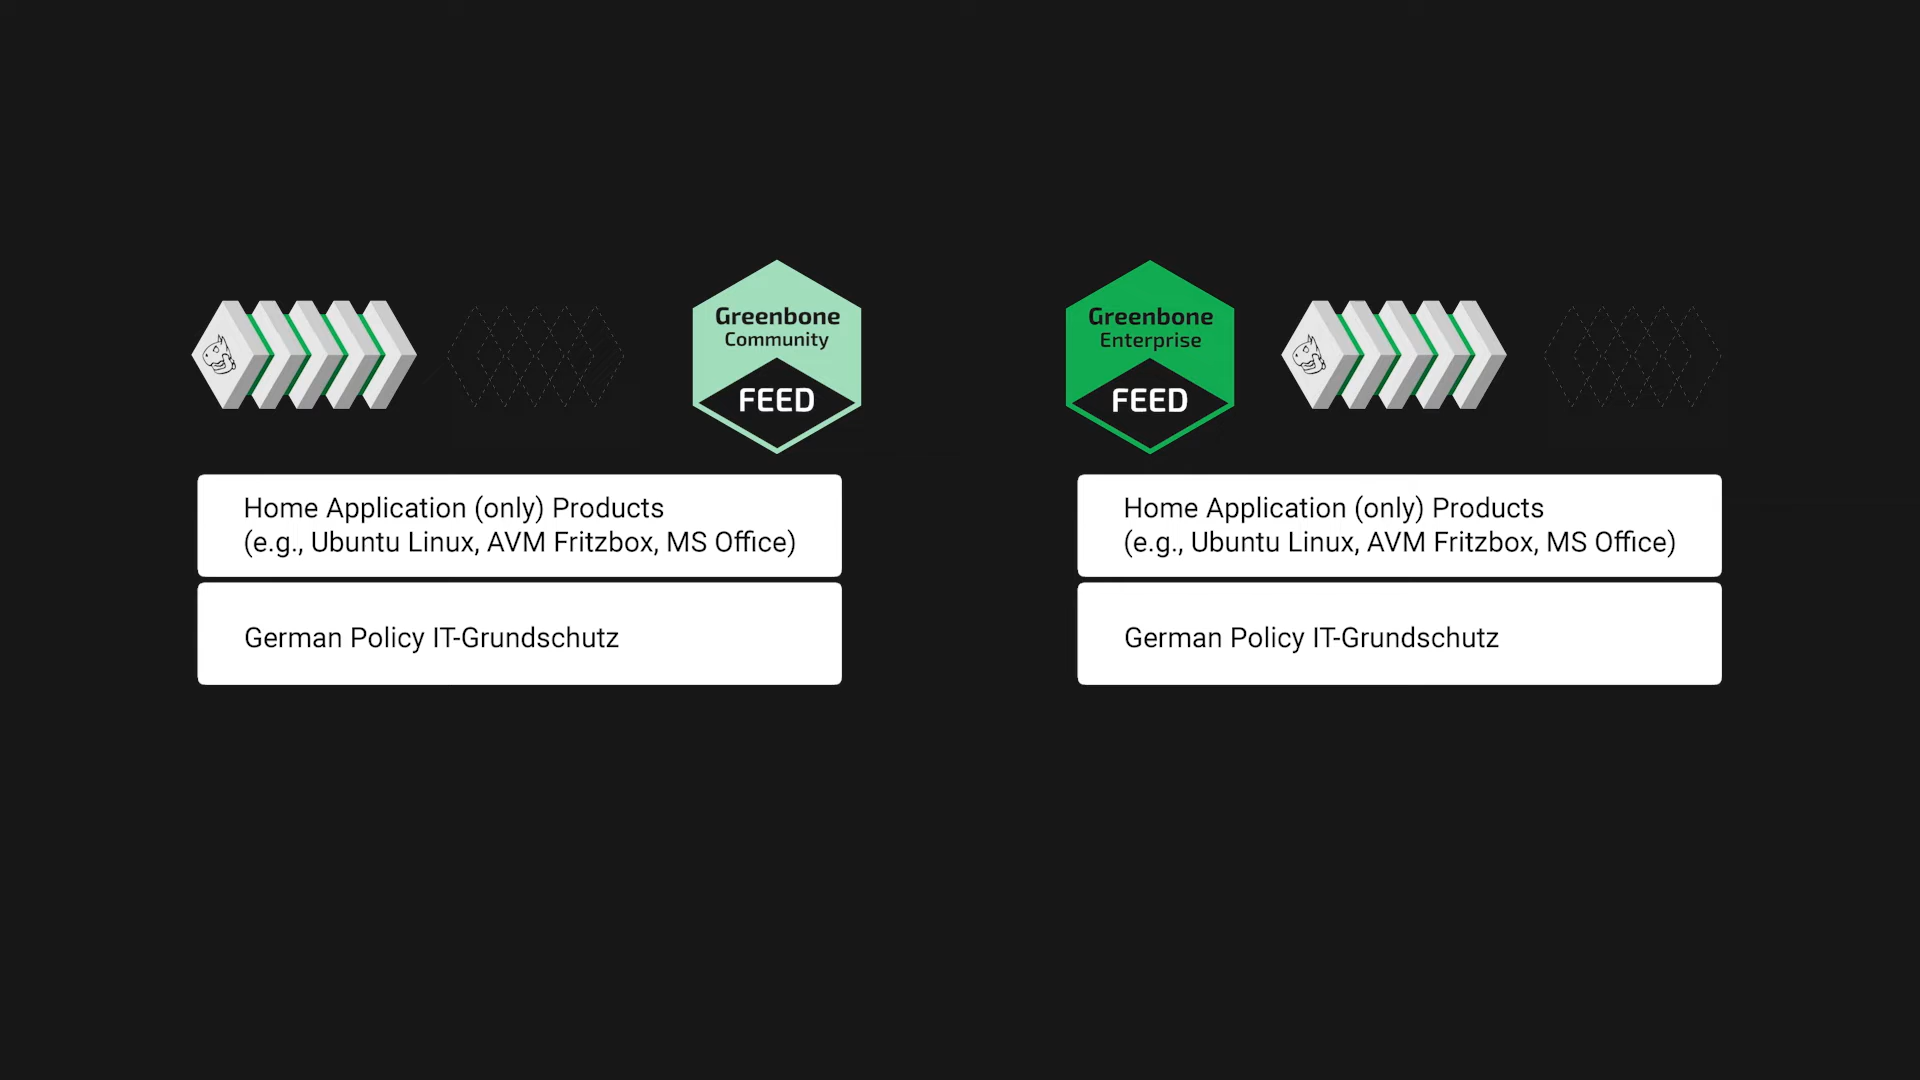 Greenbone
Community
FEED
Home Application (only) Products
(e.g., Ubuntu Linux, AVM Fritzbox, MS Office)
German Policy IT-Grundschutz
Greenbone
Enterprise
FEED
Home Application (only) Products
(e.g., Ubuntu Linux, AVM Fritzbox, MS Office)
German Policy IT-Grundschutz